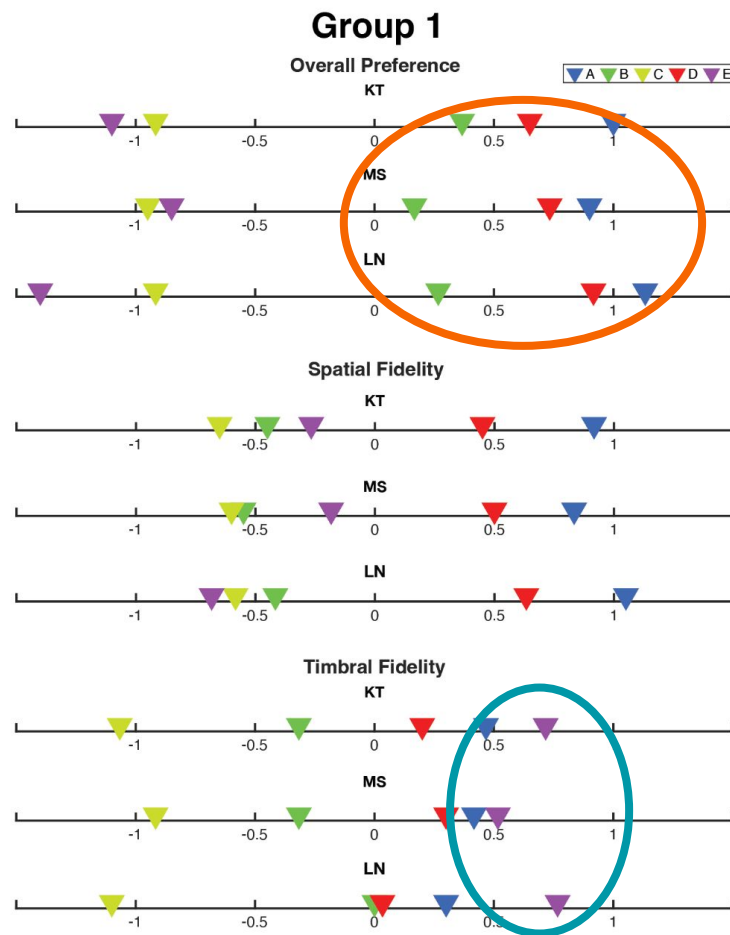 Group 1
Overall Preference
A B C D E
KT
-1 -0.5 0 0.5 1
MS
-1 -0.5 0 0.5 1
LN
-1 -0.5 0 0.5 1
Spatial Fidelity
KT
-1 -0.5 0 0.5 1
MS
-1 -0.5 0 0.5 1
LN
-1 -0.5 0 0.5 1
Timbral Fidelity
KT
-1 -0.5 0 0.5 1
MS
-1 -0.5 0 0.5 1
LN
-1 -0.5 0 0.5 1